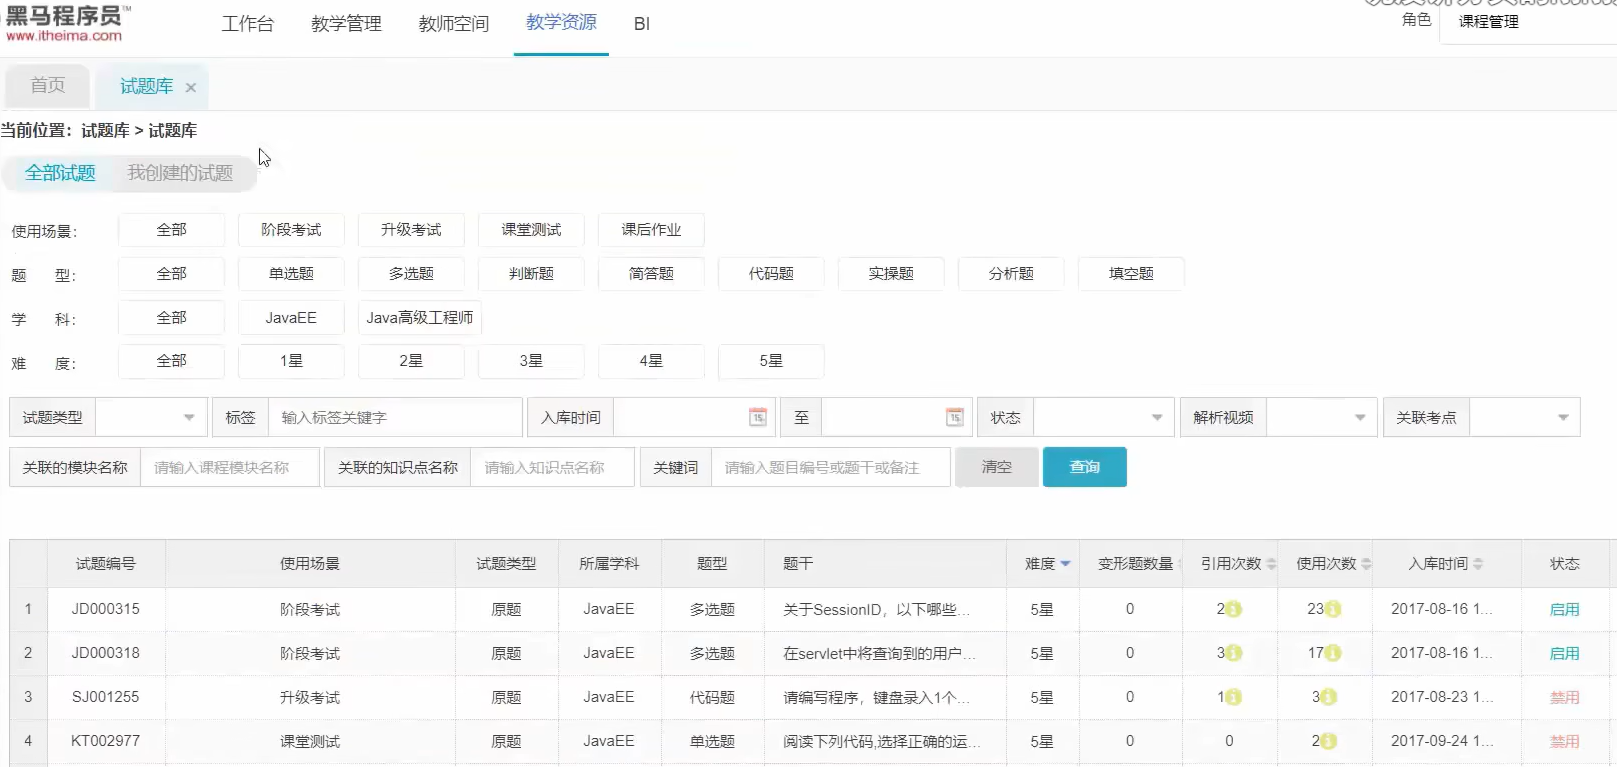 黑马程序员™
www.itheima.com
工作台 教学管理 教师空间 教学资源 BI
角色 课程管理
首页 试题库 ×
当前位置：试题库 > 试题库
全部试题 我创建的试题
使用场景： 全部 阶段考试 升级考试 课堂测试 课后作业
题 型： 全部 单选题 多选题 判断题 简答题 代码题 实操题 分析题 填空题
学 科： 全部 JavaEE Java高级工程师
难 度： 全部 1星 2星 3星 4星 5星
试题类型 标签 输入标签关键字 入库时间 至 状态 解析视频 关联考点
关联的模块名称 请输入课程模块名称 关联的知识点名称 请输入知识点名称 关键词 请输入题目编号或题干或备注 清空 查询
试题编号 使用场景 试题类型 所属学科 题型 题干 难度 变形题数量 引用次数 使用次数 入库时间 状态
1 JD000315 阶段考试 原题 JavaEE 多选题 关于SessionID，以下哪些... 5星 0 2 23 2017-08-16 1... 启用
2 JD000318 阶段考试 原题 JavaEE 多选题 在servlet中将查询到的用户... 5星 0 3 17 2017-08-16 1... 启用
3 SJ001255 升级考试 原题 JavaEE 代码题 请编写程序，键盘录入1个... 5星 0 1 3 2017-08-23 1... 禁用
4 KT002977 课堂测试 原题 JavaEE 单选题 阅读下列代码,选择正确的运... 5星 0 0 2 2017-09-24 1... 禁用